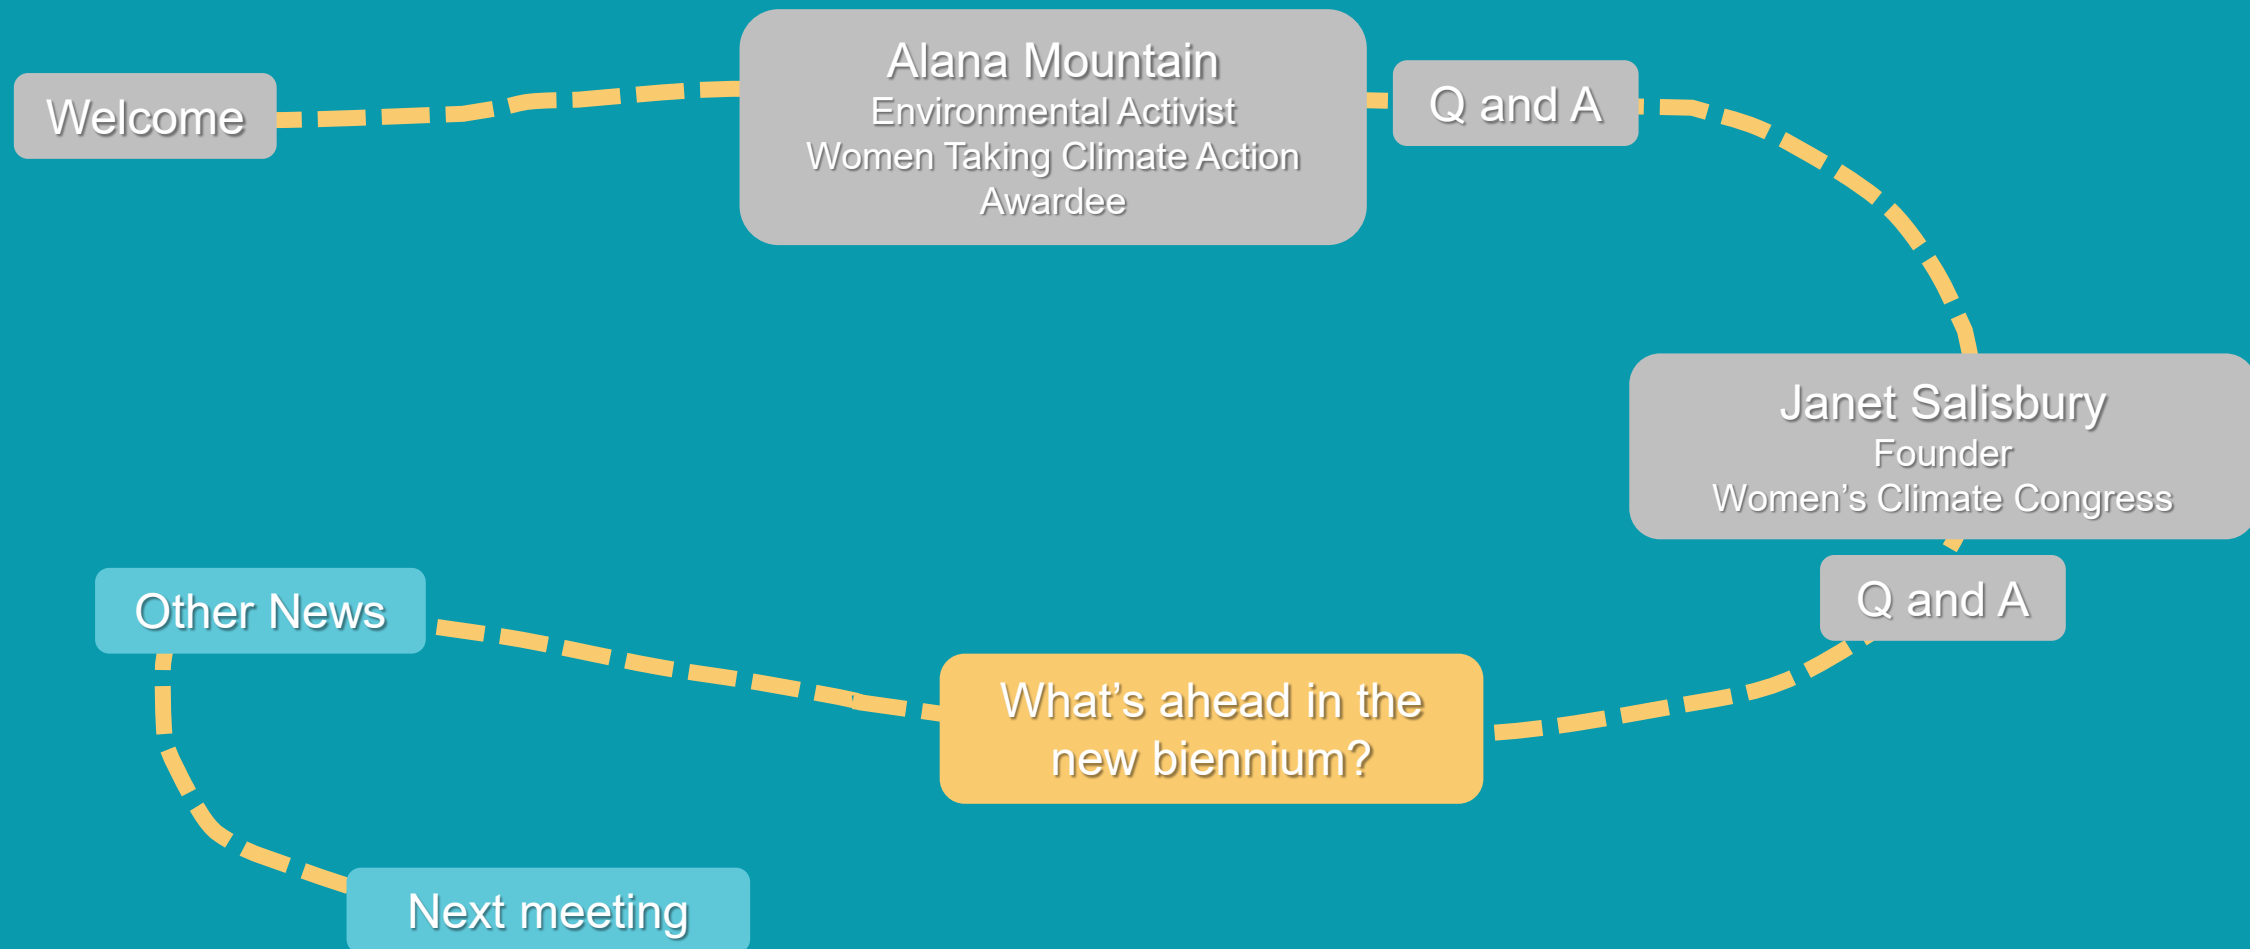 Welcome
Alana Mountain
Environmental Activist
Women Taking Climate Action
Awardee
Q and A
Janet Salisbury
Founder
Women’s Climate Congress
Q and A
What’s ahead in the
new biennium?
Other News
Next meeting